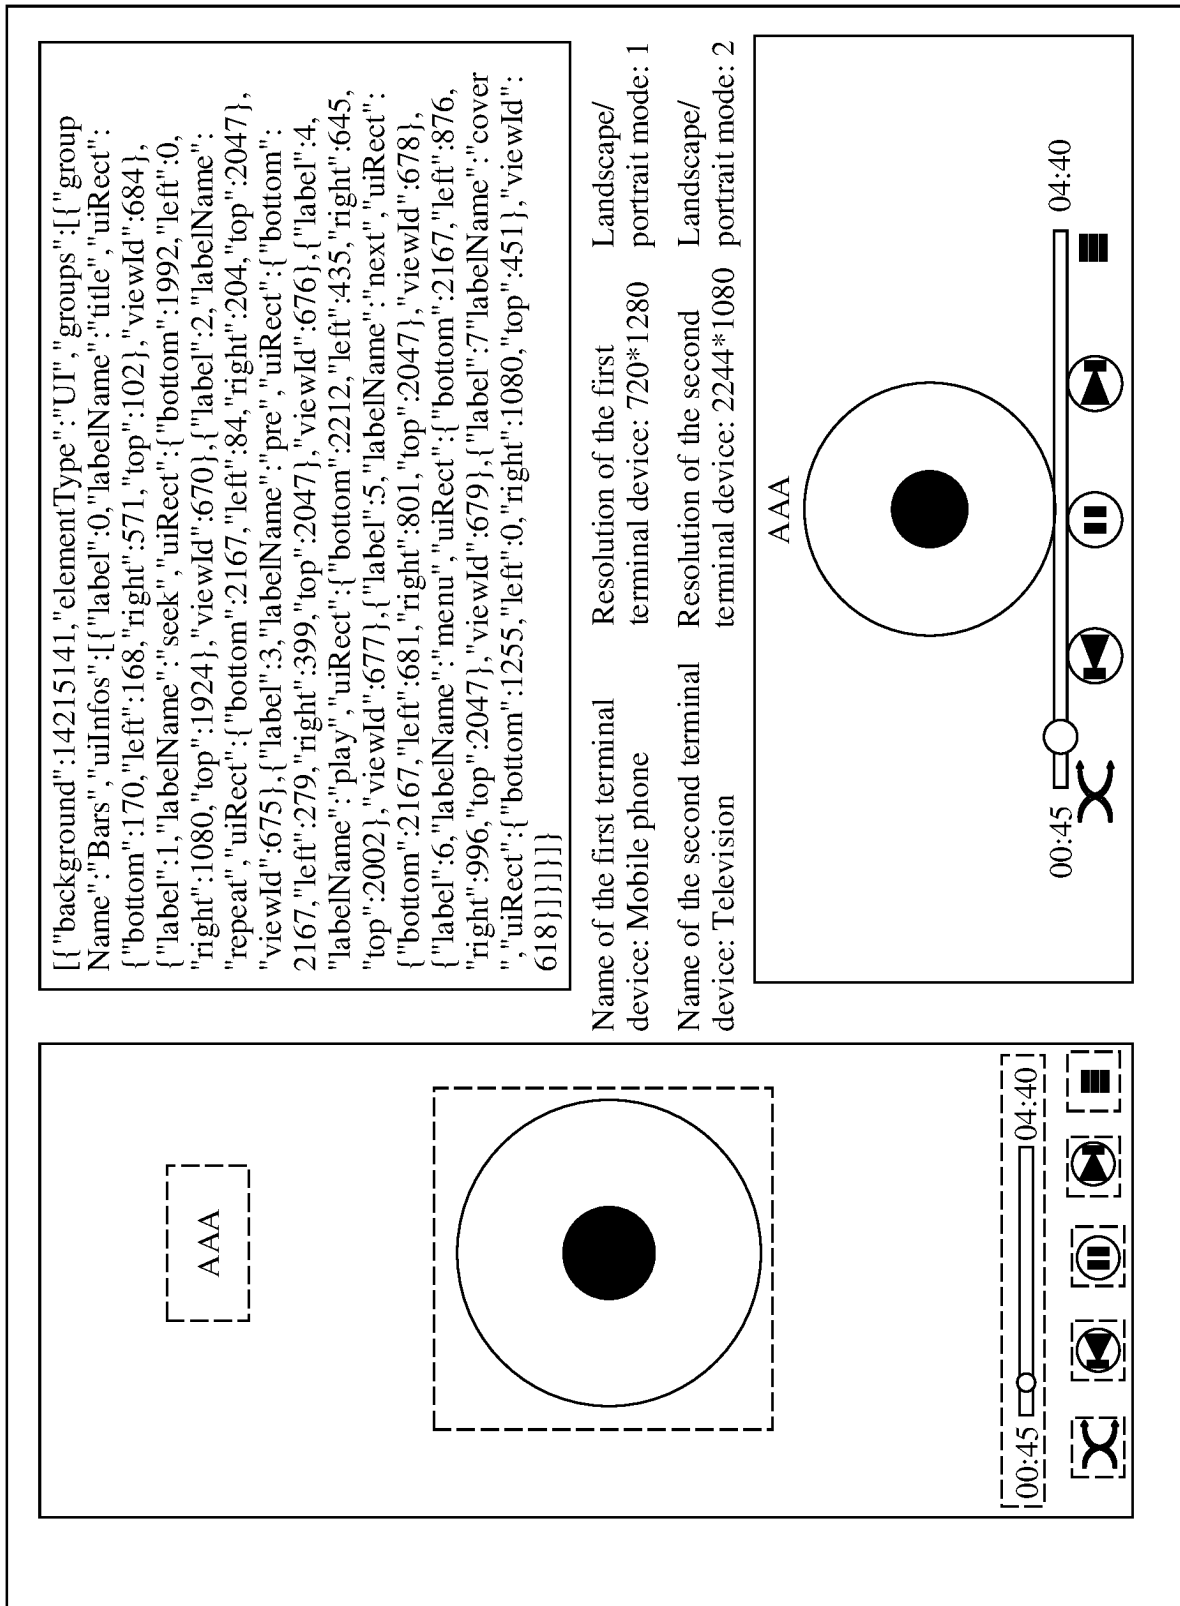 [{"background":14215141,"elementType":"UI","groups":[{"group
Name":"Bars","uiInfos":[{"label":0,"labelName":"title","uiRect":
{"bottom":170,"left":168,"right":571,"top":102},"viewId":684},
{"label":1,"labelName":"seek","uiRect":{"bottom":1992,"left":0,
"right":1080,"top":1924},"viewId":670},{"label":2,"labelName":
"repeat","uiRect":{"bottom":2167,"left":84,"right":204,"top":2047},
"viewId":675},{"label":3,"labelName":"pre","uiRect":{"bottom":
2167,"left":279,"right":399,"top":2047},"viewId":676},{"label":4,
"labelName":"play","uiRect":{"bottom":2212,"left":435,"right":645,
"top":2002},"viewId":677},{"label":5,"labelName":"next","uiRect":
{"bottom":2167,"left":681,"right":801,"top":2047},"viewId":678},
{"label":6,"labelName":"menu","uiRect":{"bottom":2167,"left":876,
"right":996,"top":2047},"viewId":679},{"label":7"labelName":"cover
","uiRect":{"bottom":1255,"left":0,"right":1080,"top":451},"viewId":
618}]}]}]}
AAA
00:45
04:40
Name of the first terminal
device: Mobile phone
Resolution of the first
terminal device: 720*1280
Landscape/
portrait mode: 1
Name of the second terminal
device: Television
Resolution of the second
terminal device: 2244*1080
Landscape/
portrait mode: 2
AAA
00:45
04:40